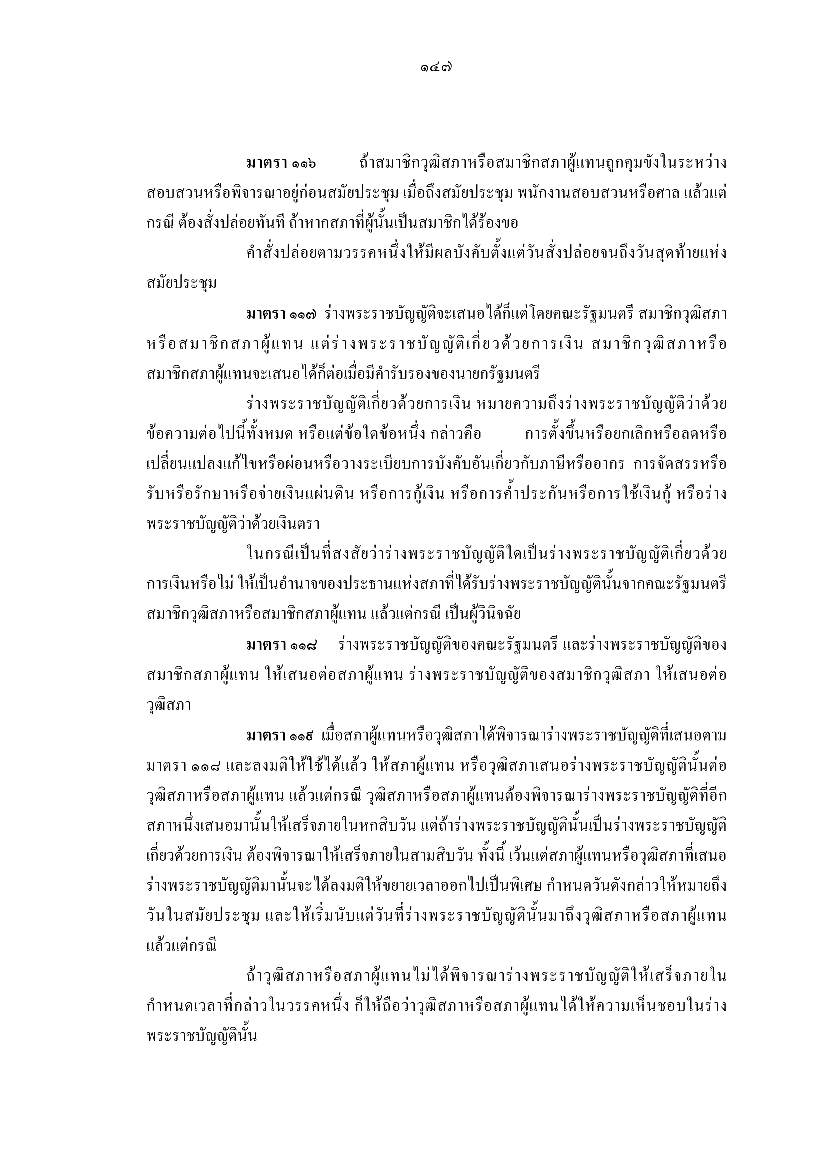 ๑๔๗
มาตรา ๑๑๖ ถ้าสมาชิกวุฒิสภาหรือสมาชิกสภาผู้แทนถูกคุมขังในระหว่าง
สอบสวนหรือพิจารณาอยู่ก่อนสมัยประชุม เมื่อถึงสมัยประชุม พนักงานสอบสวนหรือศาล แล้วแต่
กรณี ต้องสั่งปล่อยทันที ถ้าหากสภาที่ผู้นั้นเป็นสมาชิกได้ร้องขอ
คำสั่งปล่อยตามวรรคหนึ่งให้มีผลบังคับตั้งแต่วันสั่งปล่อยจนถึงวันสุดท้ายแห่ง
สมัยประชุม
มาตรา ๑๑๗ ร่างพระราชบัญญัติจะเสนอได้ก็แต่โดยคณะรัฐมนตรี สมาชิกวุฒิสภา
หรือสมาชิกสภาผู้แทน แต่ร่างพระราชบัญญัติเกี่ยวด้วยการเงิน สมาชิกวุฒิสภาหรือ
สมาชิกสภาผู้แทนจะเสนอได้ก็ต่อเมื่อมีคำรับรองของนายกรัฐมนตรี
ร่างพระราชบัญญัติเกี่ยวด้วยการเงิน หมายความถึงร่างพระราชบัญญัติว่าด้วย
ข้อความต่อไปนี้ทั้งหมด หรือแต่ข้อใดข้อหนึ่ง กล่าวคือ การตั้งขึ้นหรือยกเลิกหรือลดหรือ
เปลี่ยนแปลงแก้ไขหรือผ่อนหรือวางระเบียบการบังคับอันเกี่ยวกับภาษีหรืออากร การจัดสรรหรือ
รับหรือรักษาหรือจ่ายเงินแผ่นดิน หรือการกู้เงิน หรือการค้ำประกันหรือการใช้เงินกู้ หรือร่าง
พระราชบัญญัติว่าด้วยเงินตรา
ในกรณีเป็นที่สงสัยว่าร่างพระราชบัญญัติใดเป็นร่างพระราชบัญญัติเกี่ยวด้วย
การเงินหรือไม่ ให้เป็นอำนาจของประธานแห่งสภาที่ได้รับร่างพระราชบัญญัตินั้นจากคณะรัฐมนตรี
สมาชิกวุฒิสภาหรือสมาชิกสภาผู้แทน แล้วแต่กรณี เป็นผู้วินิจฉัย
มาตรา ๑๑๘ ร่างพระราชบัญญัติของคณะรัฐมนตรี และร่างพระราชบัญญัติของ
สมาชิกสภาผู้แทน ให้เสนอต่อสภาผู้แทน ร่างพระราชบัญญัติของสมาชิกวุฒิสภา ให้เสนอต่อ
วุฒิสภา
มาตรา ๑๑๙ เมื่อสภาผู้แทนหรือวุฒิสภาได้พิจารณาร่างพระราชบัญญัติที่เสนอตาม
มาตรา ๑๑๘ และลงมติให้ใช้ได้แล้ว ให้สภาผู้แทน หรือวุฒิสภาเสนอร่างพระราชบัญญัตินั้นต่อ
วุฒิสภาหรือสภาผู้แทน แล้วแต่กรณี วุฒิสภาหรือสภาผู้แทนต้องพิจารณาร่างพระราชบัญญัติที่อีก
สภาหนึ่งเสนอมานั้นให้เสร็จภายในหกสิบวัน แต่ถ้าร่างพระราชบัญญัตินั้นเป็นร่างพระราชบัญญัติ
เกี่ยวด้วยการเงิน ต้องพิจารณาให้เสร็จภายในสามสิบวัน ทั้งนี้ เว้นแต่สภาผู้แทนหรือวุฒิสภาที่เสนอ
ร่างพระราชบัญญัติมานั้นจะได้ลงมติให้ขยายเวลาออกไปเป็นพิเศษ กำหนดวันดังกล่าวให้หมายถึง
วันในสมัยประชุม และให้เริ่มนับแต่วันที่ร่างพระราชบัญญัตินั้นมาถึงวุฒิสภาหรือสภาผู้แทน
แล้วแต่กรณี
ถ้าวุฒิสภาหรือสภาผู้แทนไม่ได้พิจารณาร่างพระราชบัญญัติให้เสร็จภายใน
กำหนดเวลาที่กล่าวในวรรคหนึ่ง ก็ให้ถือว่าวุฒิสภาหรือสภาผู้แทนได้ให้ความเห็นชอบในร่าง
พระราชบัญญัตินั้น